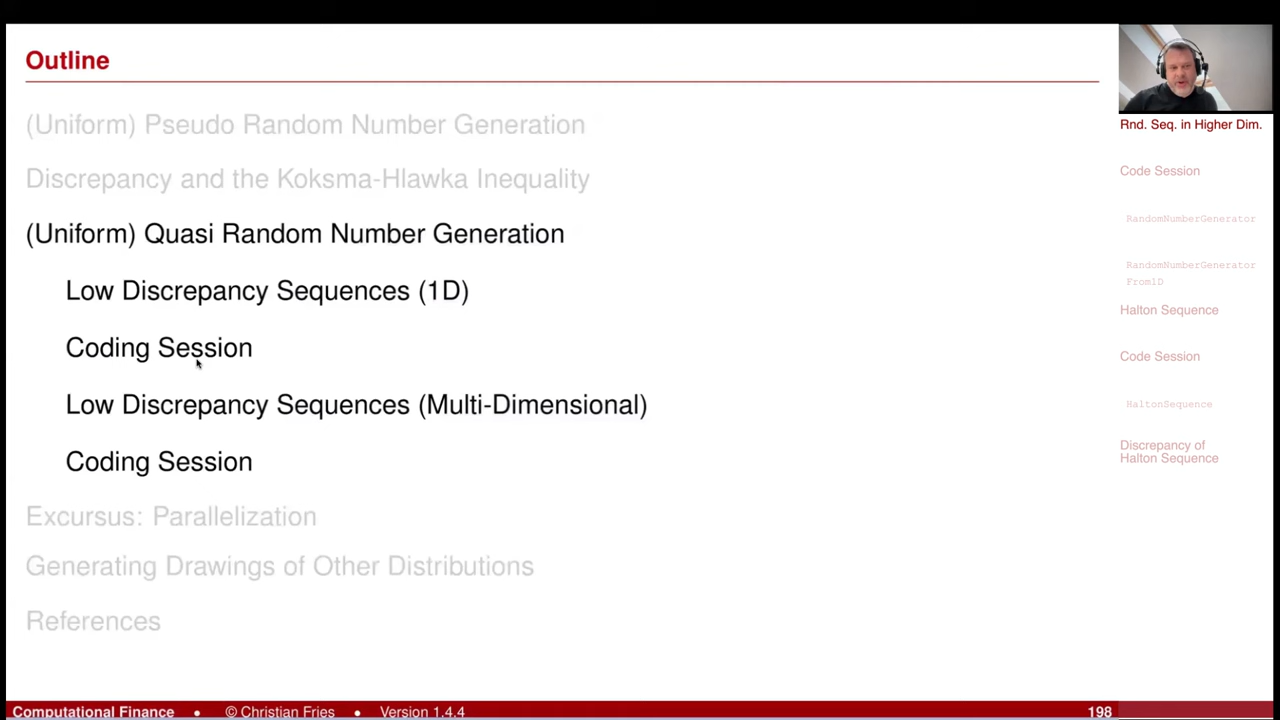 Outline
(Uniform) Pseudo Random Number Generation
Discrepancy and the Koksma-Hlawka Inequality
(Uniform) Quasi Random Number Generation
Low Discrepancy Sequences (1D)
Coding Session
Low Discrepancy Sequences (Multi-Dimensional)
Coding Session
Excursus: Parallelization
Generating Drawings of Other Distributions
References
Rnd. Seq. in Higher Dim.
Code Session
RandomNumberGenerator
RandomNumberGenerator
From1D
Halton Sequence
Code Session
HaltonSequence
Discrepancy of
Halton Sequence
Computational Finance • © Christian Fries • Version 1.4.4 198